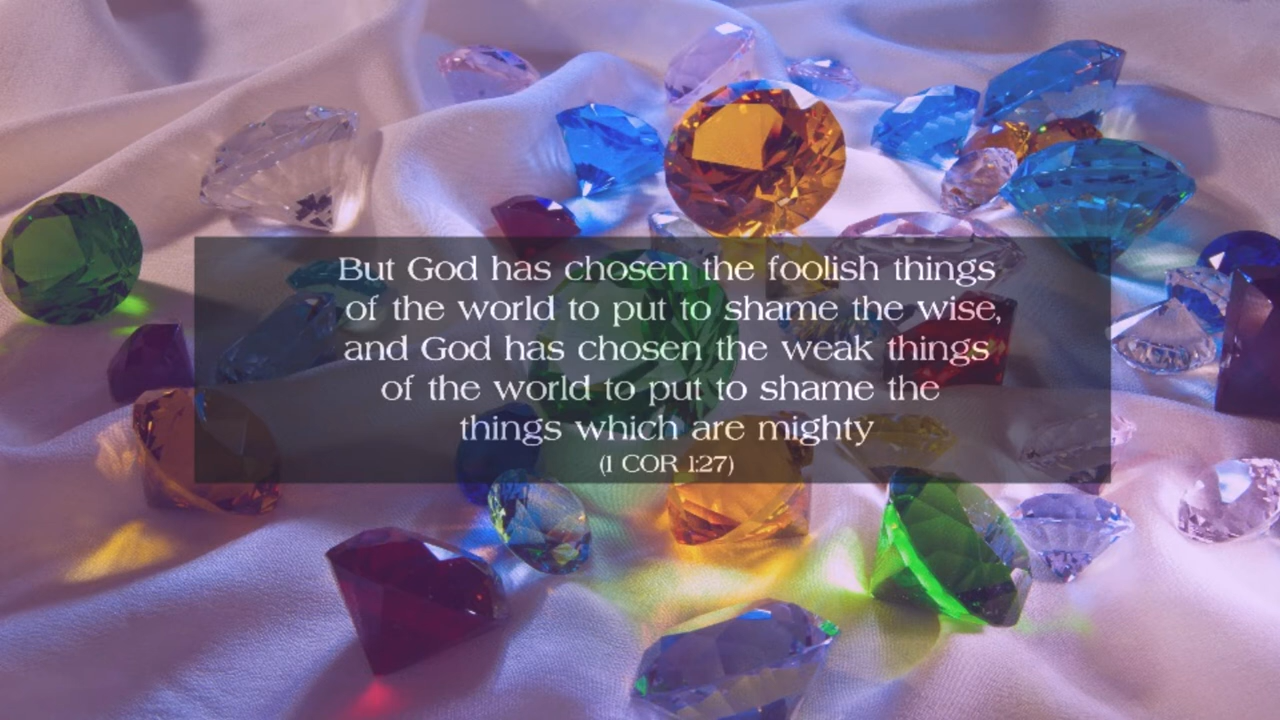 But God has chosen the foolish things
of the world to put to shame the wise,
and God has chosen the weak things
of the world to put to shame the
things which are mighty
(1 COR 1:27)